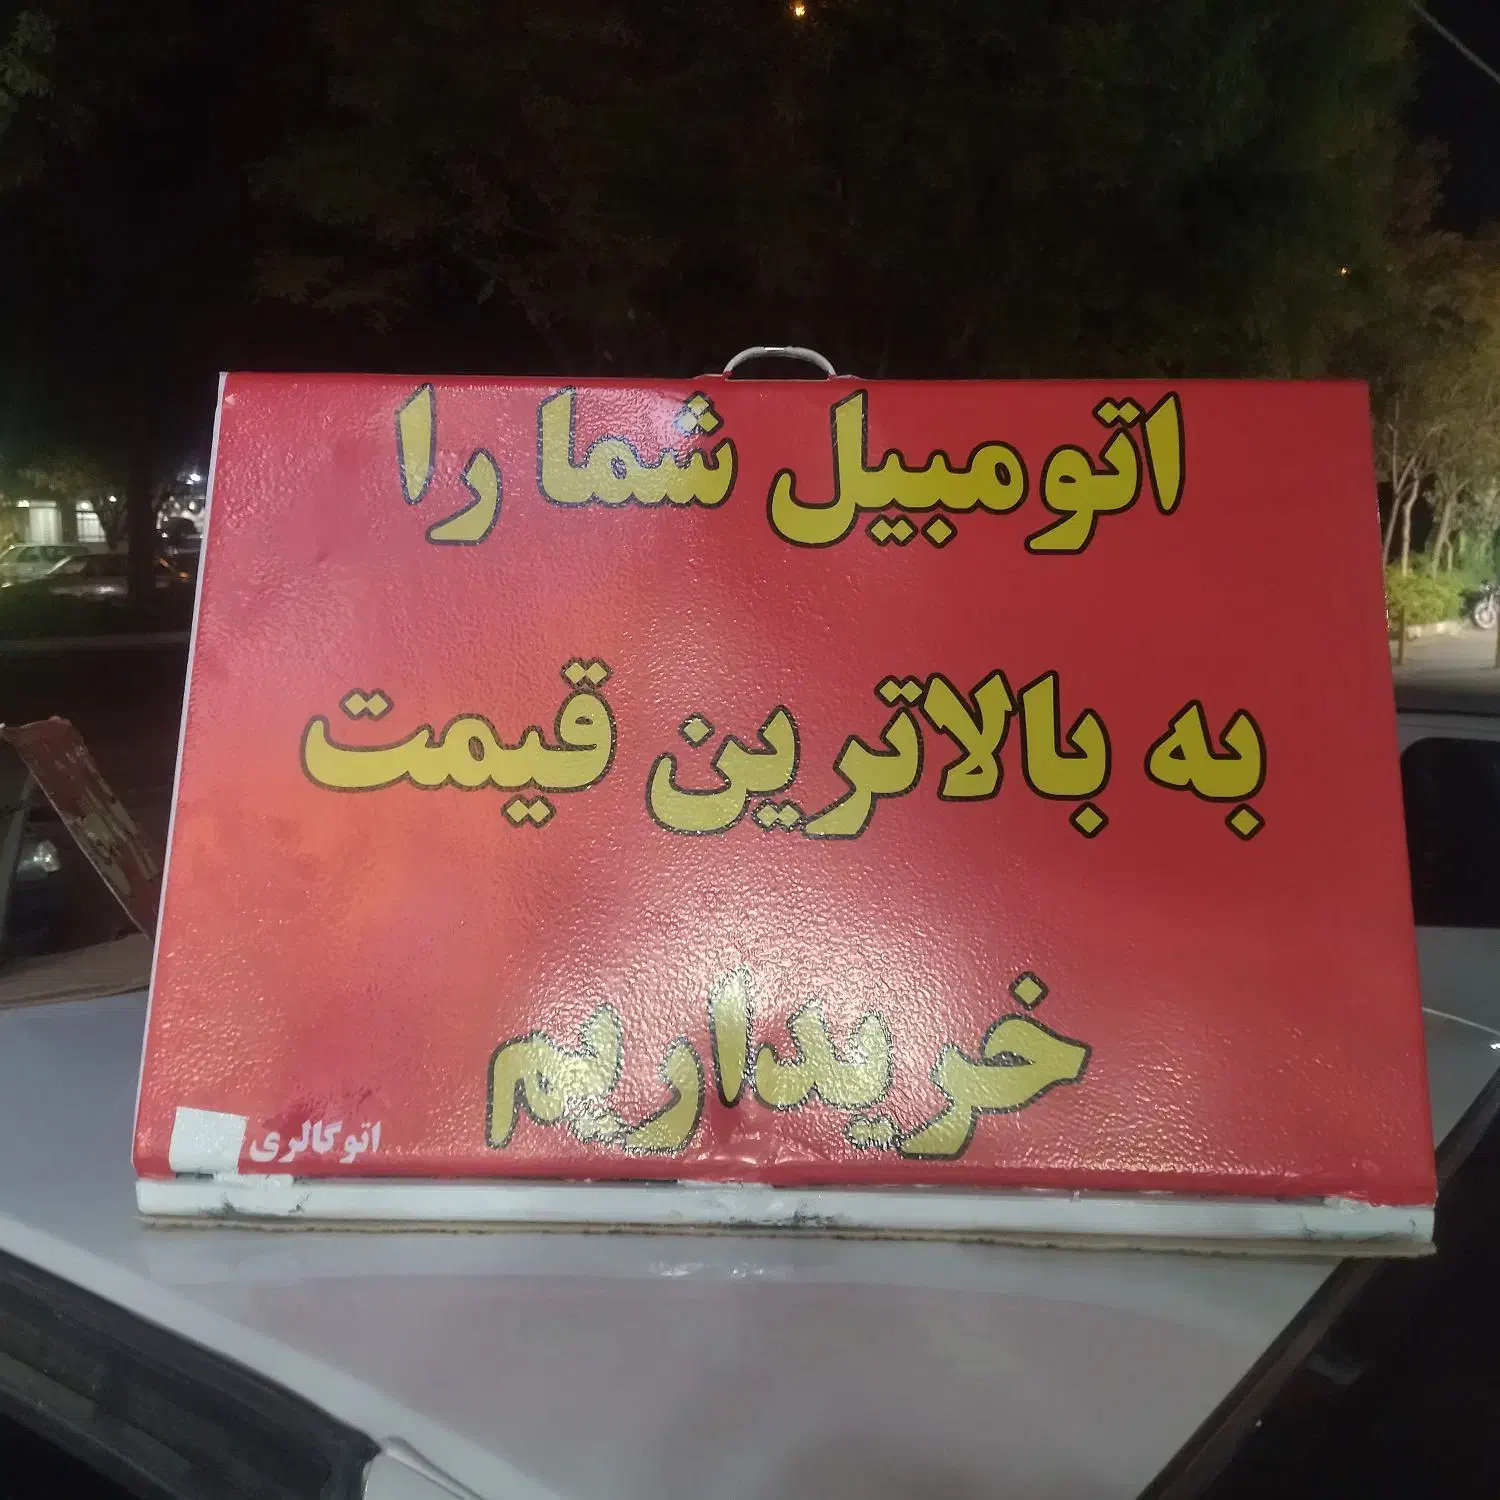 اتومبیل شما را
به بالاترین قیمت
خریداریم
اتوگالری